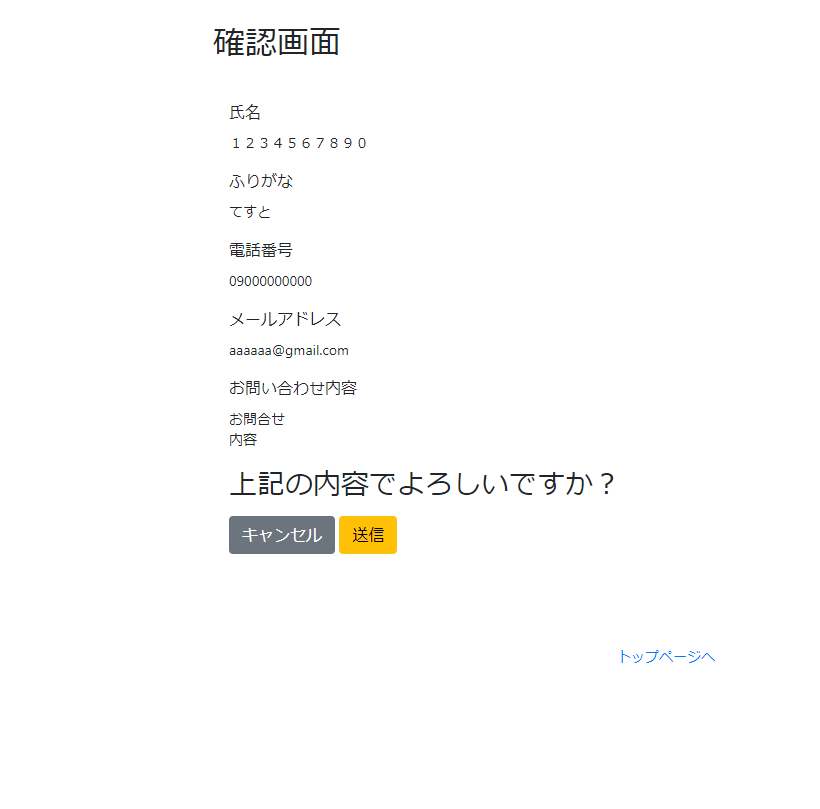 確認画面
氏名
１２３４５６７８９０
ふりがな
てすと
電話番号
09000000000
メールアドレス
aaaaaa@gmail.com
お問い合わせ内容
お問合せ
内容
上記の内容でよろしいですか？
キャンセル 送信
トップページへ